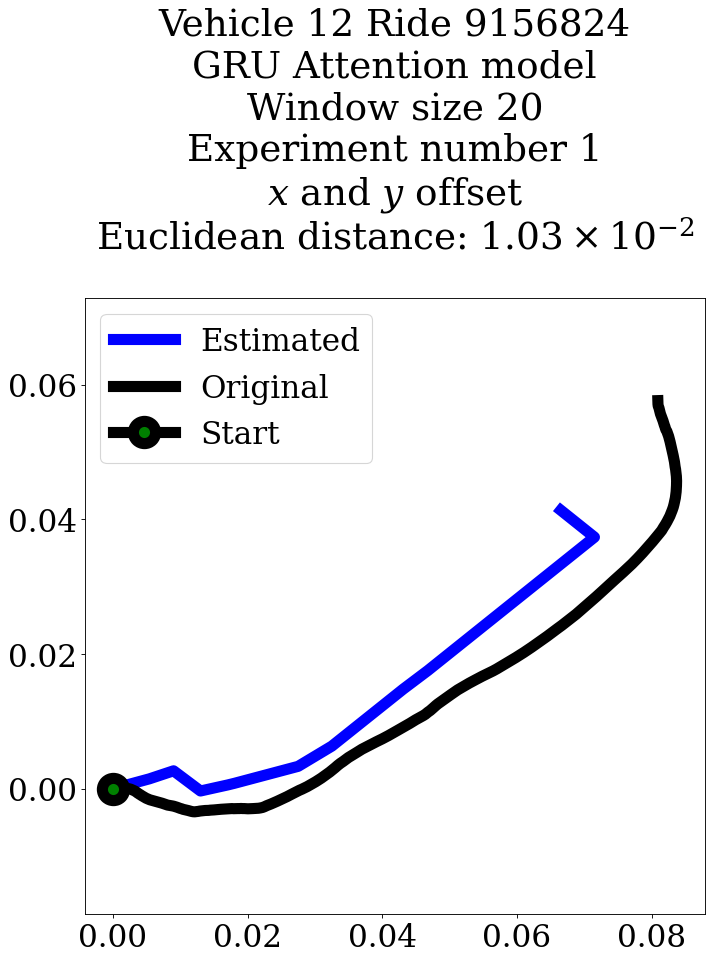 Vehicle 12 Ride 9156824
GRU Attention model
Window size 20
Experiment number 1
x and y offset
Euclidean distance: 1.03 × 10⁻²
Estimated
Original
Start
0.06
0.04
0.02
0.00
0.00 0.02 0.04 0.06 0.08